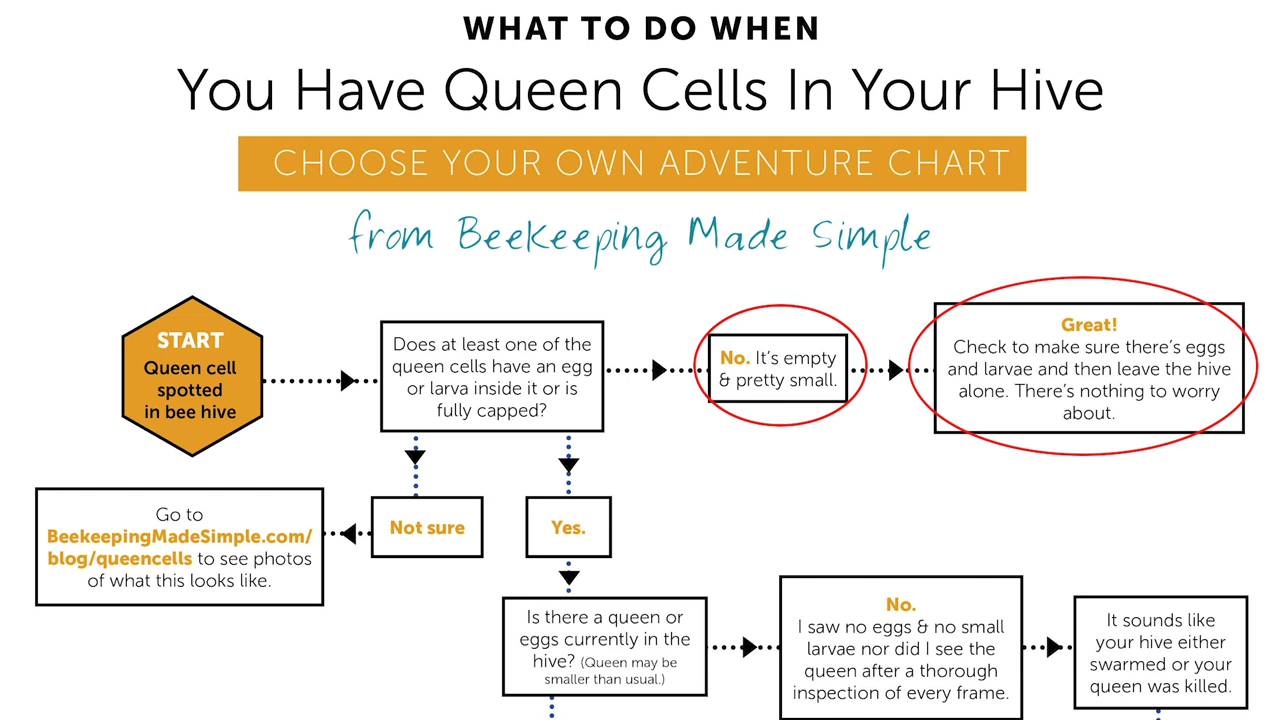 WHAT TO DO WHEN
You Have Queen Cells In Your Hive
CHOOSE YOUR OWN ADVENTURE CHART
from Beekeeping Made Simple
START
Queen cell
spotted
in bee hive
Does at least one of the
queen cells have an egg
or larva inside it or is
fully capped?
No. It's empty
& pretty small.
Great!
Check to make sure there's eggs
and larvae and then leave the hive
alone. There's nothing to worry
about.
Go to
BeekeepingMadeSimple.com/
blog/queencells to see photos
of what this looks like.
Not sure
Yes.
Is there a queen or
eggs currently in the
hive? (Queen may be
smaller than usual.)
No.
I saw no eggs & no small
larvae nor did I see the
queen after a thorough
inspection of every frame.
It sounds like
your hive either
swarmed or your
queen was killed.